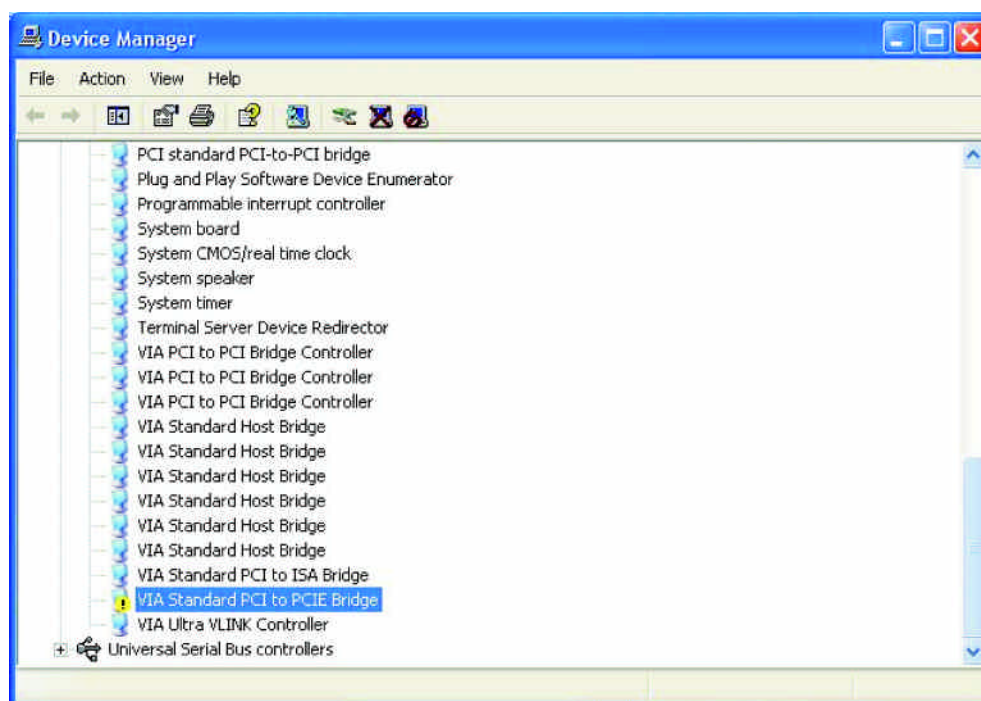 Device Manager
File Action View Help
PCI standard PCI-to-PCI bridge
Plug and Play Software Device Enumerator
Programmable interrupt controller
System board
System CMOS/real time clock
System speaker
System timer
Terminal Server Device Redirector
VIA PCI to PCI Bridge Controller
VIA PCI to PCI Bridge Controller
VIA PCI to PCI Bridge Controller
VIA Standard Host Bridge
VIA Standard Host Bridge
VIA Standard Host Bridge
VIA Standard Host Bridge
VIA Standard Host Bridge
VIA Standard Host Bridge
VIA Standard PCI to ISA Bridge
VIA Standard PCI to PCIE Bridge
VIA Ultra VLINK Controller
Universal Serial Bus controllers